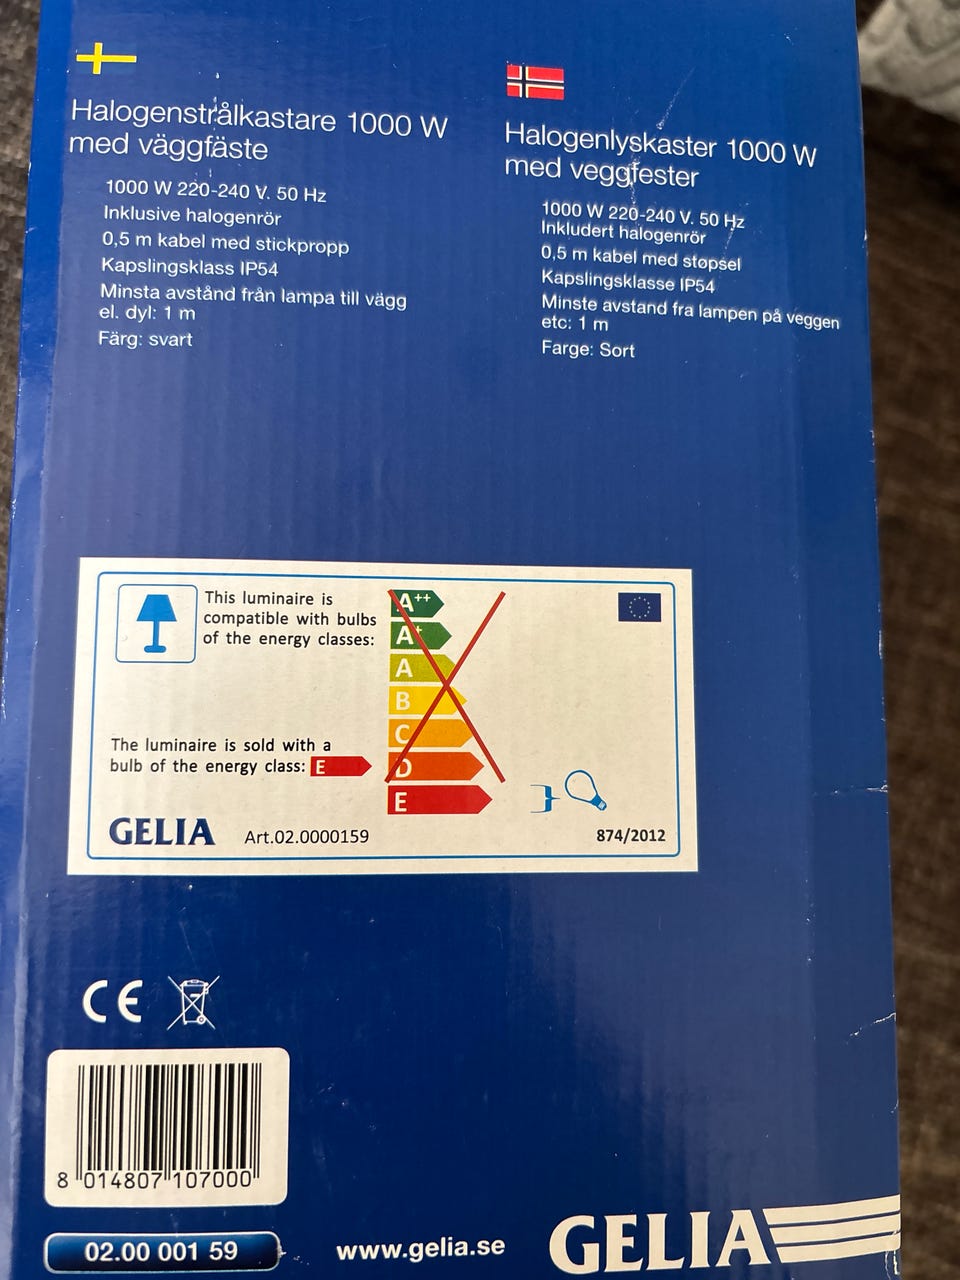 Halogenstrålkastare 1000 W
med väggfäste
1000 W 220-240 V. 50 Hz
Inklusive halogenrör
0,5 m kabel med stickpropp
Kapslingsklass IP54
Minsta avstånd från lampa till vägg
el. dyl: 1 m
Färg: svart
Halogenlyskaster 1000 W
med veggfester
1000 W 220-240 V. 50 Hz
Inkludert halogenrör
0,5 m kabel med støpsel
Kapslingsklasse IP54
Minste avstand fra lampen på veggen
etc: 1 m
Farge: Sort
This luminaire is
compatible with bulbs
of the energy classes:
A++
A+
A
B
C
D
E
The luminaire is sold with a
bulb of the energy class: E
GELIA Art.02.0000159
874/2012
CE
8 014807 107000
02.00 001 59
www.gelia.se
GELIA